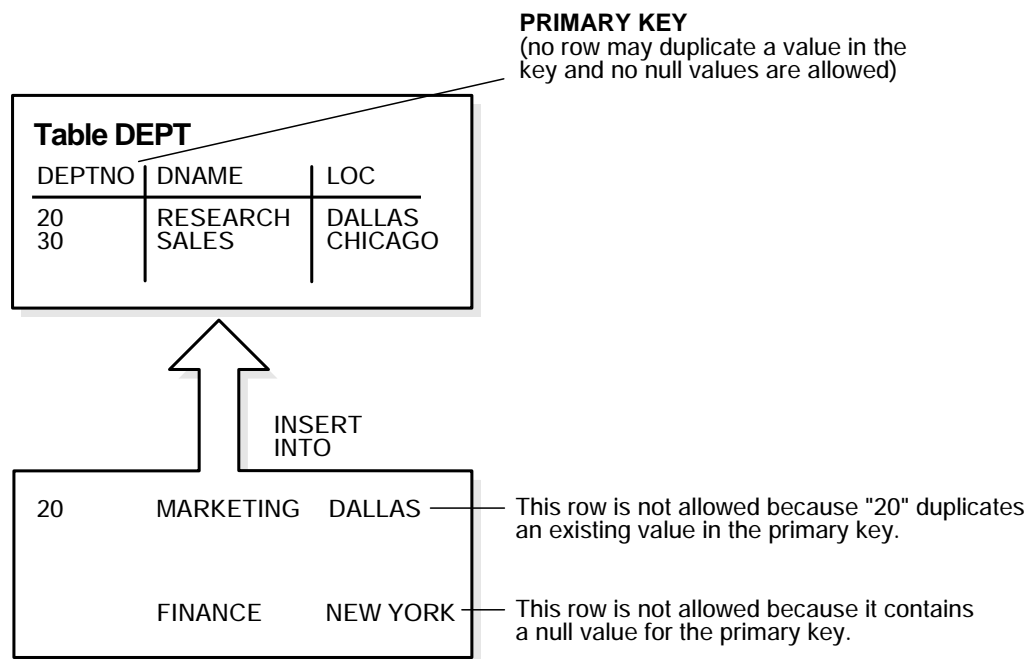 PRIMARY KEY
(no row may duplicate a value in the
key and no null values are allowed)
Table DEPT
DEPTNO DNAME LOC
20 RESEARCH DALLAS
30 SALES CHICAGO
INSERT
INTO
20 MARKETING DALLAS
This row is not allowed because "20" duplicates
an existing value in the primary key.
FINANCE NEW YORK
This row is not allowed because it contains
a null value for the primary key.